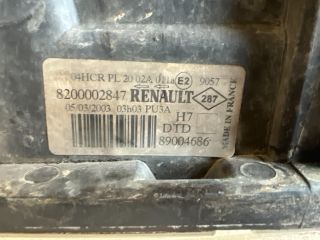 04HCR PL 20 02A 01Ia E2 9057
8200002847 RENAULT 287
05/03/2003 03h03 PU3A
H7
DTD
89004686
MADE IN FRANCE